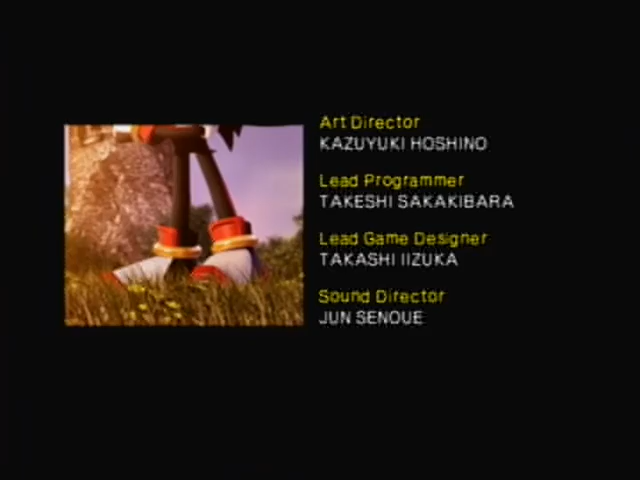 Art Director
KAZUYUKI HOSHINO
Lead Programmer
TAKESHI SAKAKIBARA
Lead Game Designer
TAKASHI IIZUKA
Sound Director
JUN SENOUE